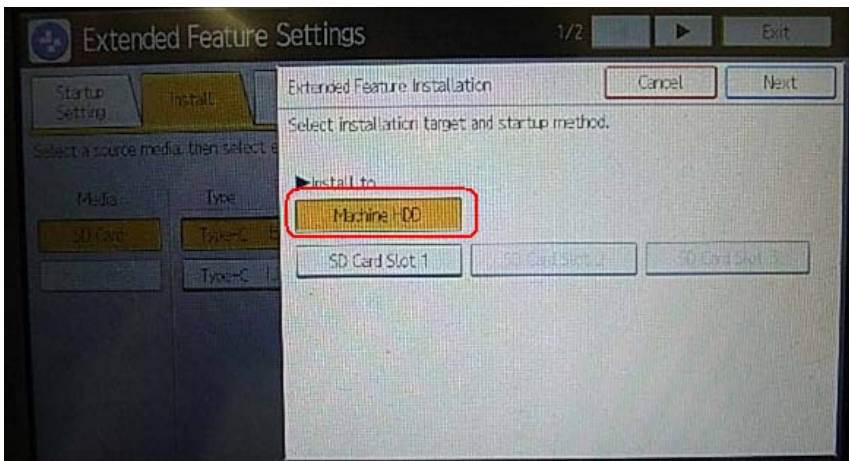 Extended Feature Settings
1/2
Exit
Startup
Setting
Install
Extended Feature Installation
Cancel
Next
Select installation target and startup method.
Select a source media, then select e
▶Install to
Media
Type
Machine HDD
SD Card
Type-C
SD Card Slot 1
SD Card Slot 2
SD Card Slot 3
Type-C